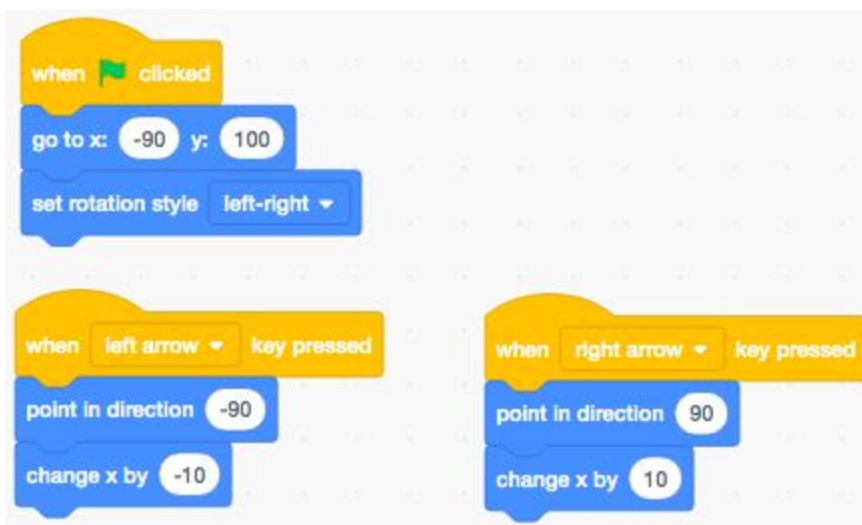 when clicked
go to x: -90 y: 100
set rotation style left-right
when left arrow key pressed
point in direction -90
change x by -10
when right arrow key pressed
point in direction 90
change x by 10